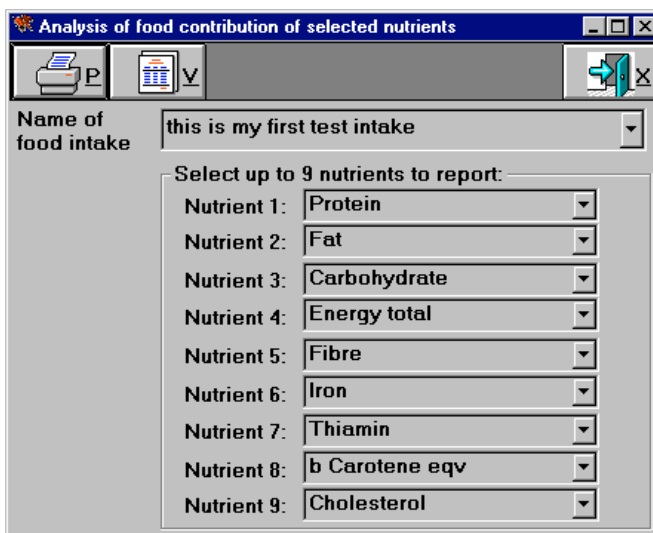 Analysis of food contribution of selected nutrients
P V X
Name of food intake
this is my first test intake
Select up to 9 nutrients to report:
Nutrient 1: Protein
Nutrient 2: Fat
Nutrient 3: Carbohydrate
Nutrient 4: Energy total
Nutrient 5: Fibre
Nutrient 6: Iron
Nutrient 7: Thiamin
Nutrient 8: b Carotene eqv
Nutrient 9: Cholesterol